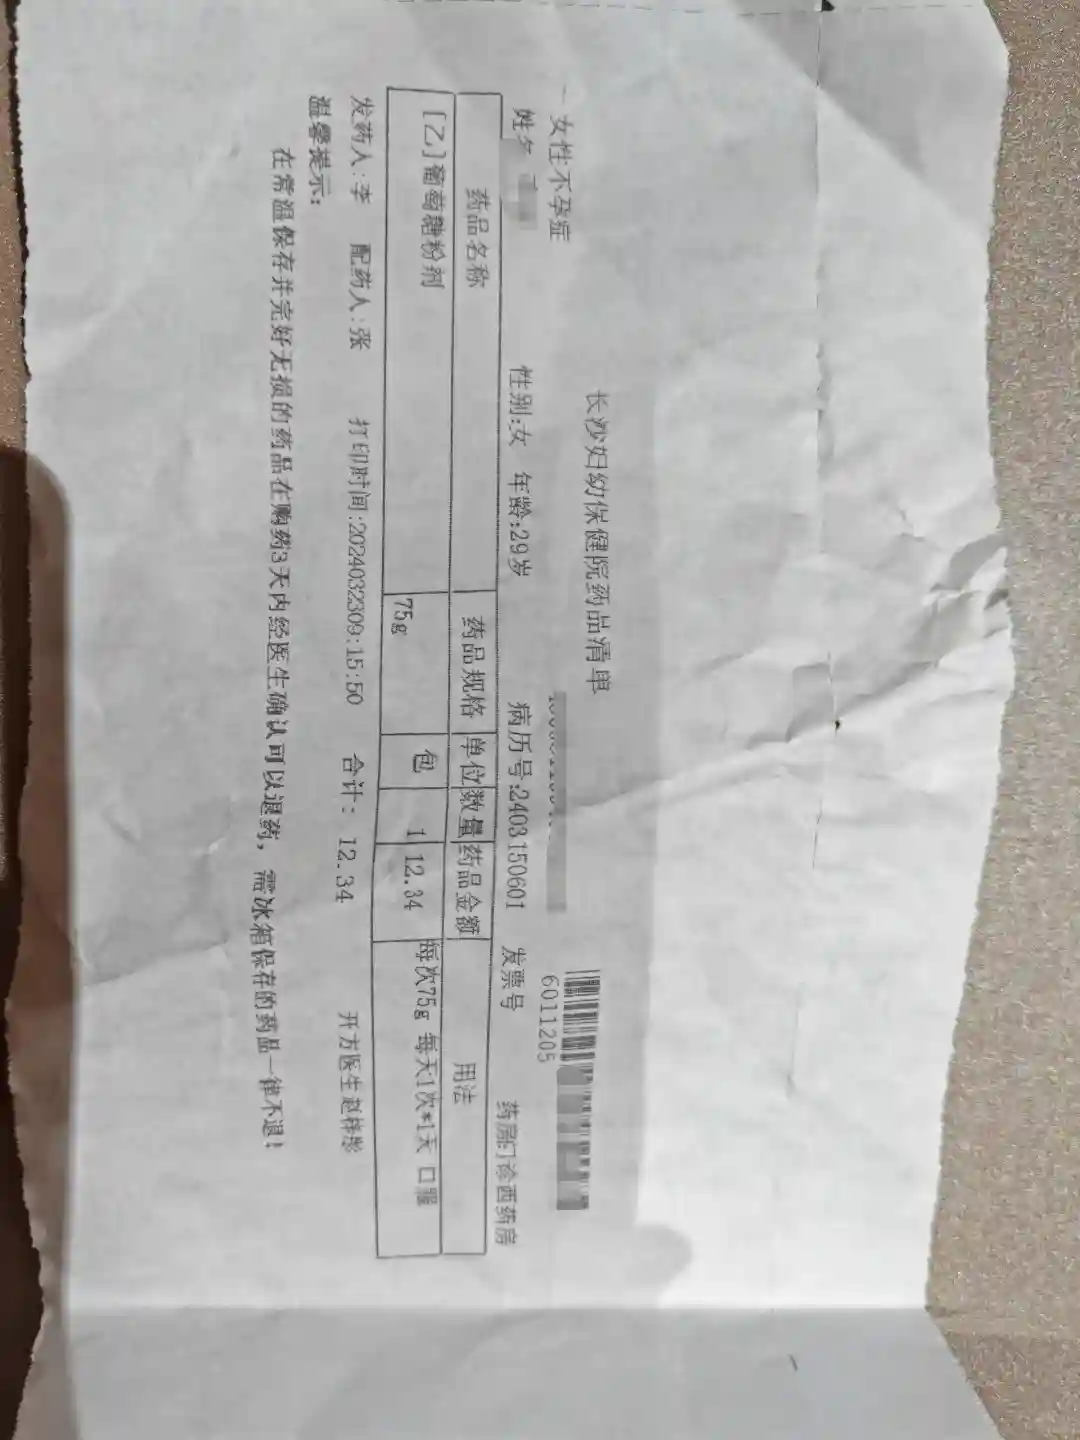 长沙妇幼保健院药品清单
6011205
一 女性不孕症
姓名 性别:女 年龄:29岁 病历号:2403150601 发票号 药房门诊西药房
药品名称 药品规格 单位 数量 药品金额 用法
[乙]葡萄糖粉剂 75g 包 1 12.34 每次75g 每天1次*1天 口服
发药人:李 配药人:张 打印时间:2024032309:15:50 合计: 12.34 开方医生赵梓彤
温馨提示:
在常温保存并完好无损的药品在购药3天内经医生确认可以退药，需冰箱保存的药品一律不退!